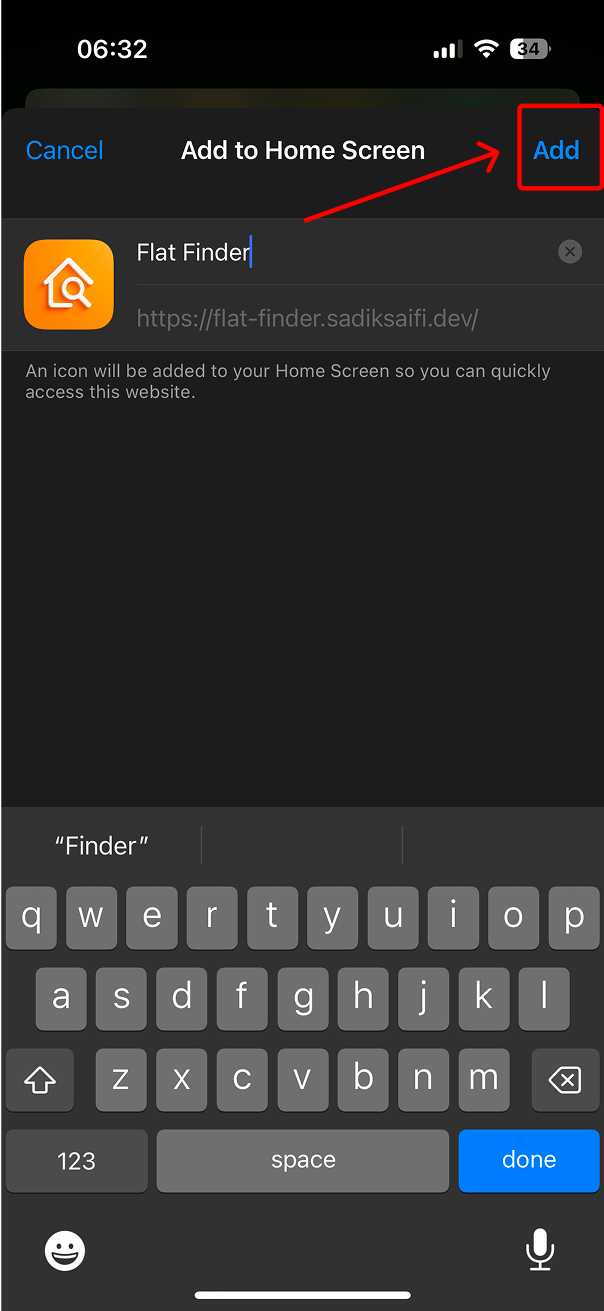 06:32 34
Cancel Add to Home Screen Add
Flat Finder
https://flat-finder.sadiksaifi.dev/
An icon will be added to your Home Screen so you can quickly
access this website.
“Finder”
q w e r t y u i o p
a s d f g h j k l
z x c v b n m
123 space done